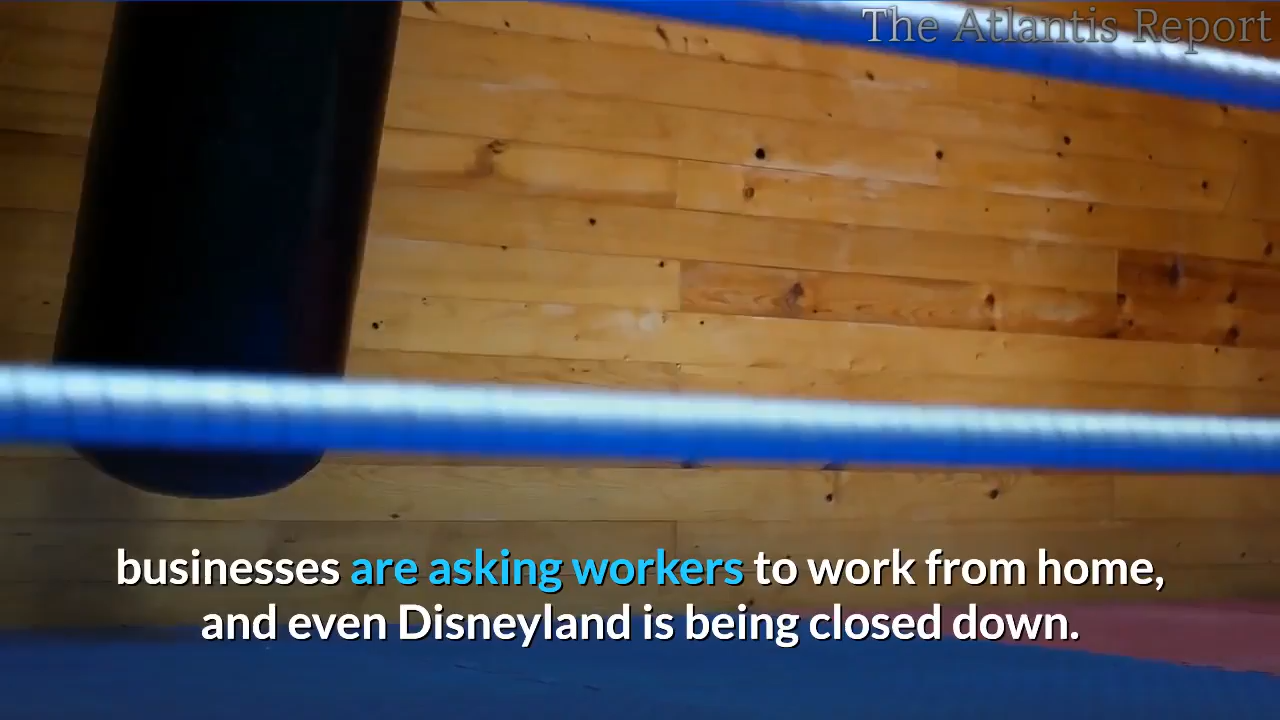 The Atlantis Report
businesses are asking workers to work from home,
and even Disneyland is being closed down.